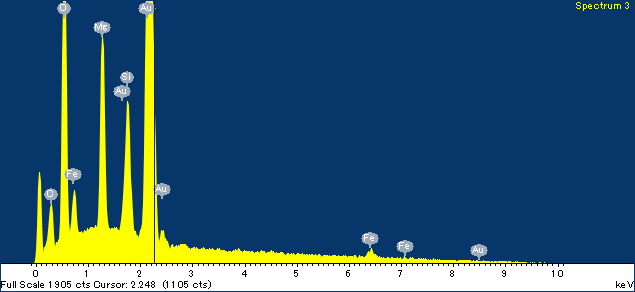 Spectrum 3
O
Au
Mg
Si
Au
Fe
C
Au
Fe
Fe
Au
0 1 2 3 4 5 6 7 8 9 10
Full Scale 1905 cts Cursor: 2.248 (1105 cts) keV